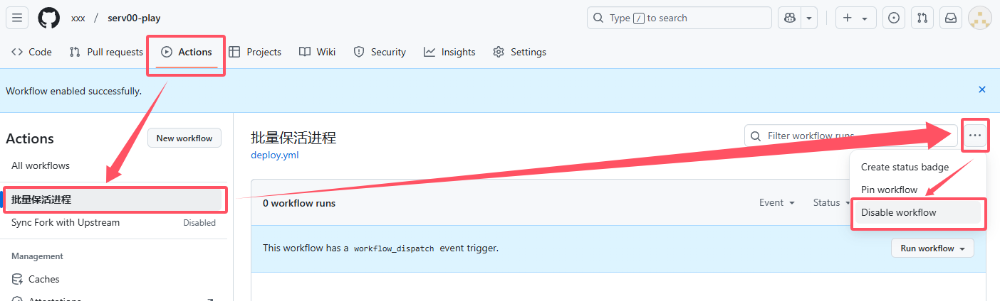 xxx / serv00-play
Type / to search
Code
Pull requests
Actions
Projects
Wiki
Security
Insights
Settings
Workflow enabled successfully.
Actions
New workflow
All workflows
批量保活进程
Sync Fork with Upstream
Disabled
Management
Caches
批量保活进程
deploy.yml
Filter workflow runs
Create status badge
Pin workflow
Disable workflow
0 workflow runs
Event
Status
This workflow has a workflow_dispatch event trigger.
Run workflow